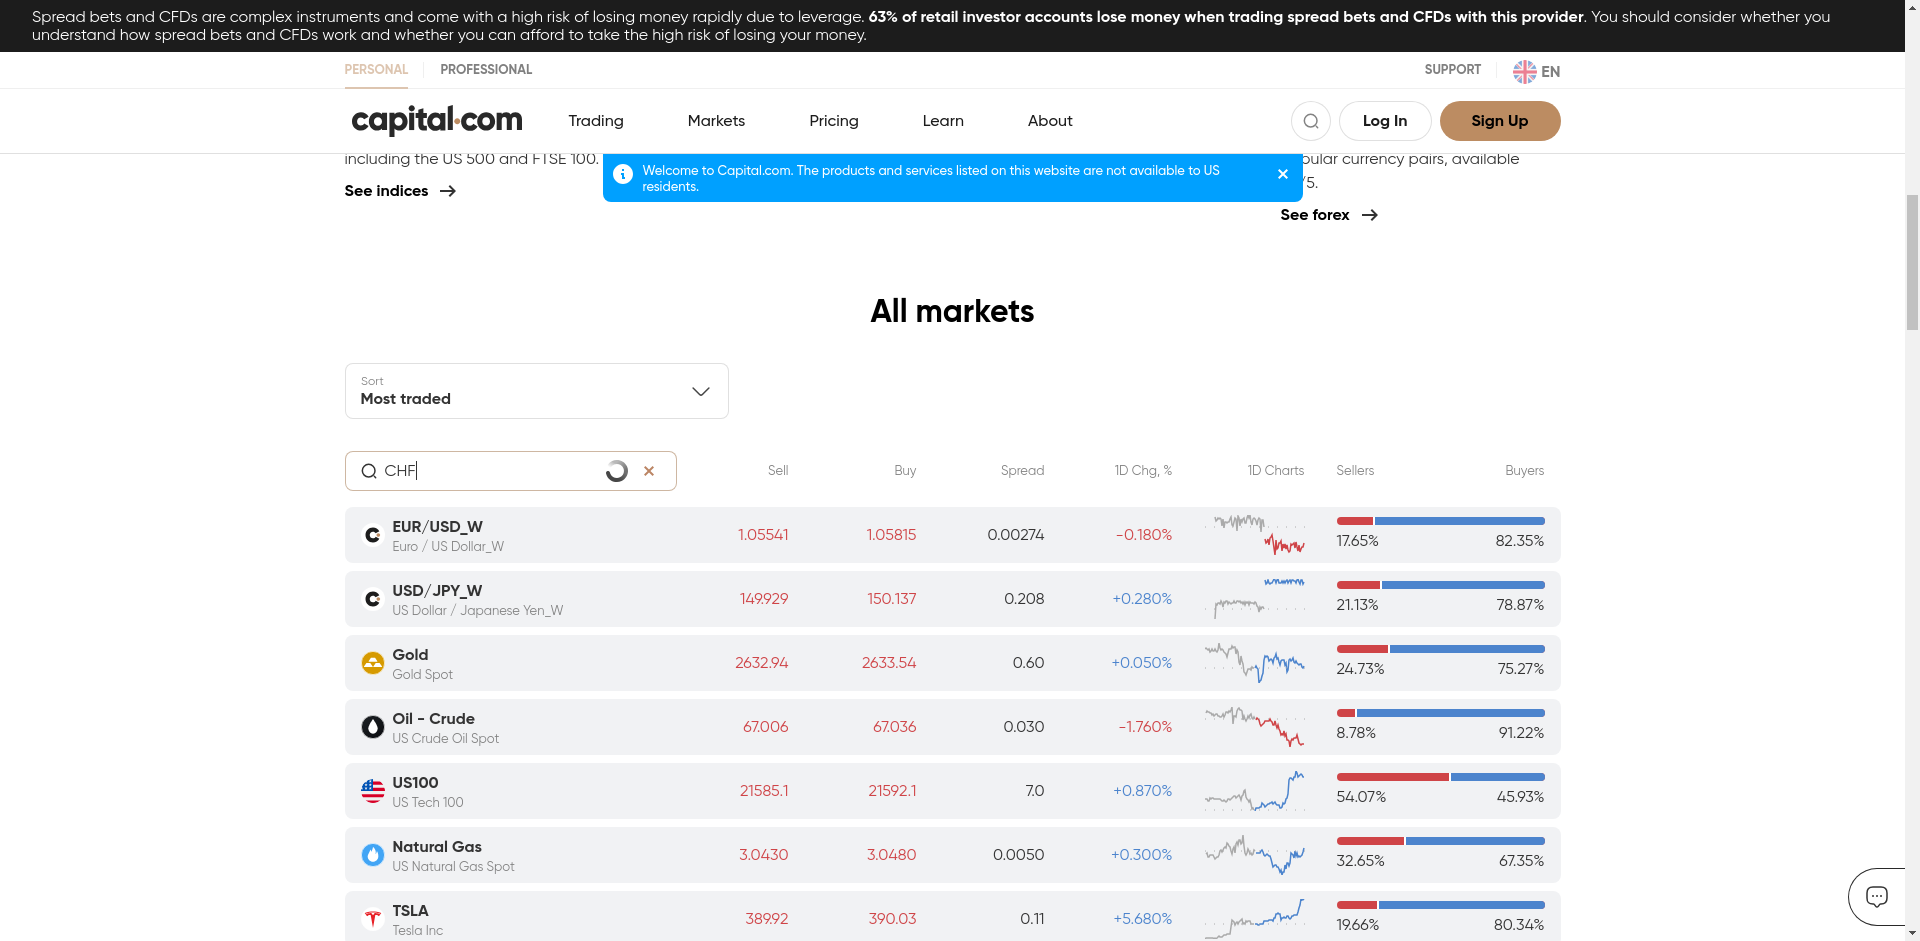 Spread bets and CFDs are complex instruments and come with a high risk of losing money rapidly due to leverage. 63% of retail investor accounts lose money when trading spread bets and CFDs with this provider. You should consider whether you
understand how spread bets and CFDs work and whether you can afford to take the high risk of losing your money.
PERSONAL PROFESSIONAL SUPPORT EN
capital.com Trading Markets Pricing Learn About Log In Sign Up
including the US 500 and FTSE 100. pular currency pairs, available
Welcome to Capital.com. The products and services listed on this website are not available to US
residents.
/5.
See indices
See forex
All markets
Sort
Most traded
CHF Sell Buy Spread 1D Chg, % 1D Charts Sellers Buyers
EUR/USD_W
Euro / US Dollar_W
1.05541 1.05815 0.00274 -0.180% 17.65% 82.35%
USD/JPY_W
US Dollar / Japanese Yen_W
149.929 150.137 0.208 +0.280% 21.13% 78.87%
Gold
Gold Spot
2632.94 2633.54 0.60 +0.050% 24.73% 75.27%
Oil - Crude
US Crude Oil Spot
67.006 67.036 0.030 -1.760% 8.78% 91.22%
US100
US Tech 100
21585.1 21592.1 7.0 +0.870% 54.07% 45.93%
Natural Gas
US Natural Gas Spot
3.0430 3.0480 0.0050 +0.300% 32.65% 67.35%
TSLA
Tesla Inc
389.92 390.03 0.11 +5.680% 19.66% 80.34%